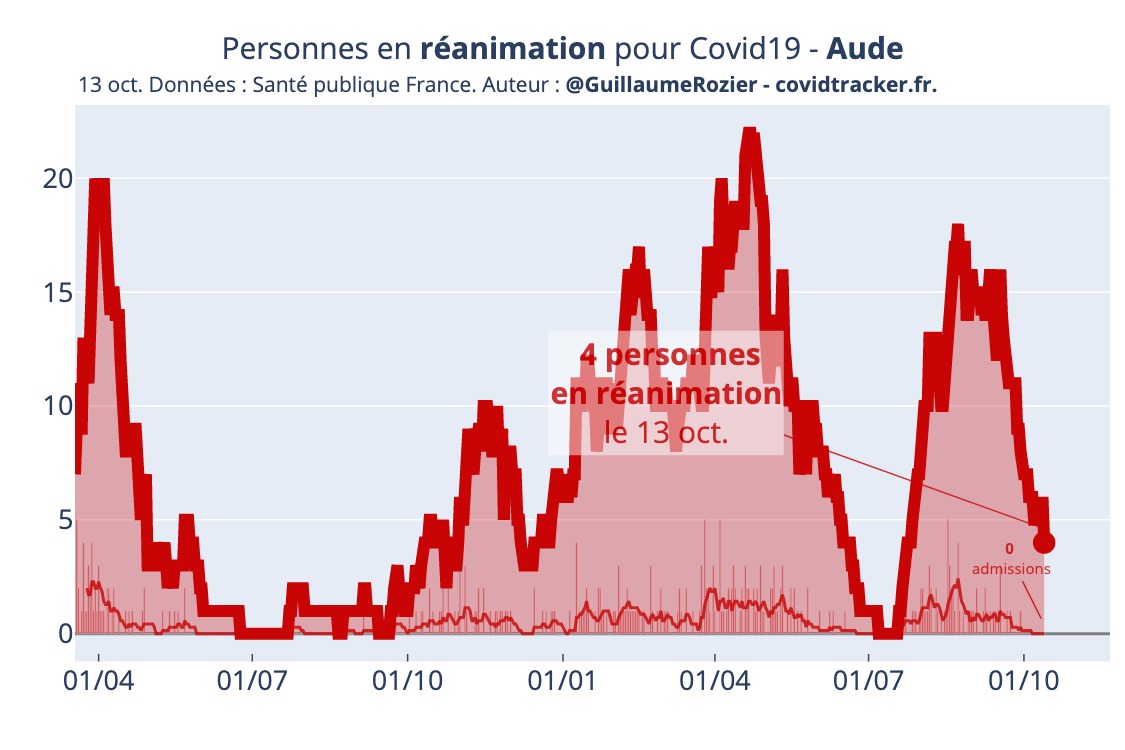 Personnes en réanimation pour Covid19 - Aude
13 oct. Données : Santé publique France. Auteur : @GuillaumeRozier - covidtracker.fr.
20
15
4 personnes
en réanimation
le 13 oct.
10
5
0
admissions
0
01/04
01/07
01/10
01/01
01/04
01/07
01/10